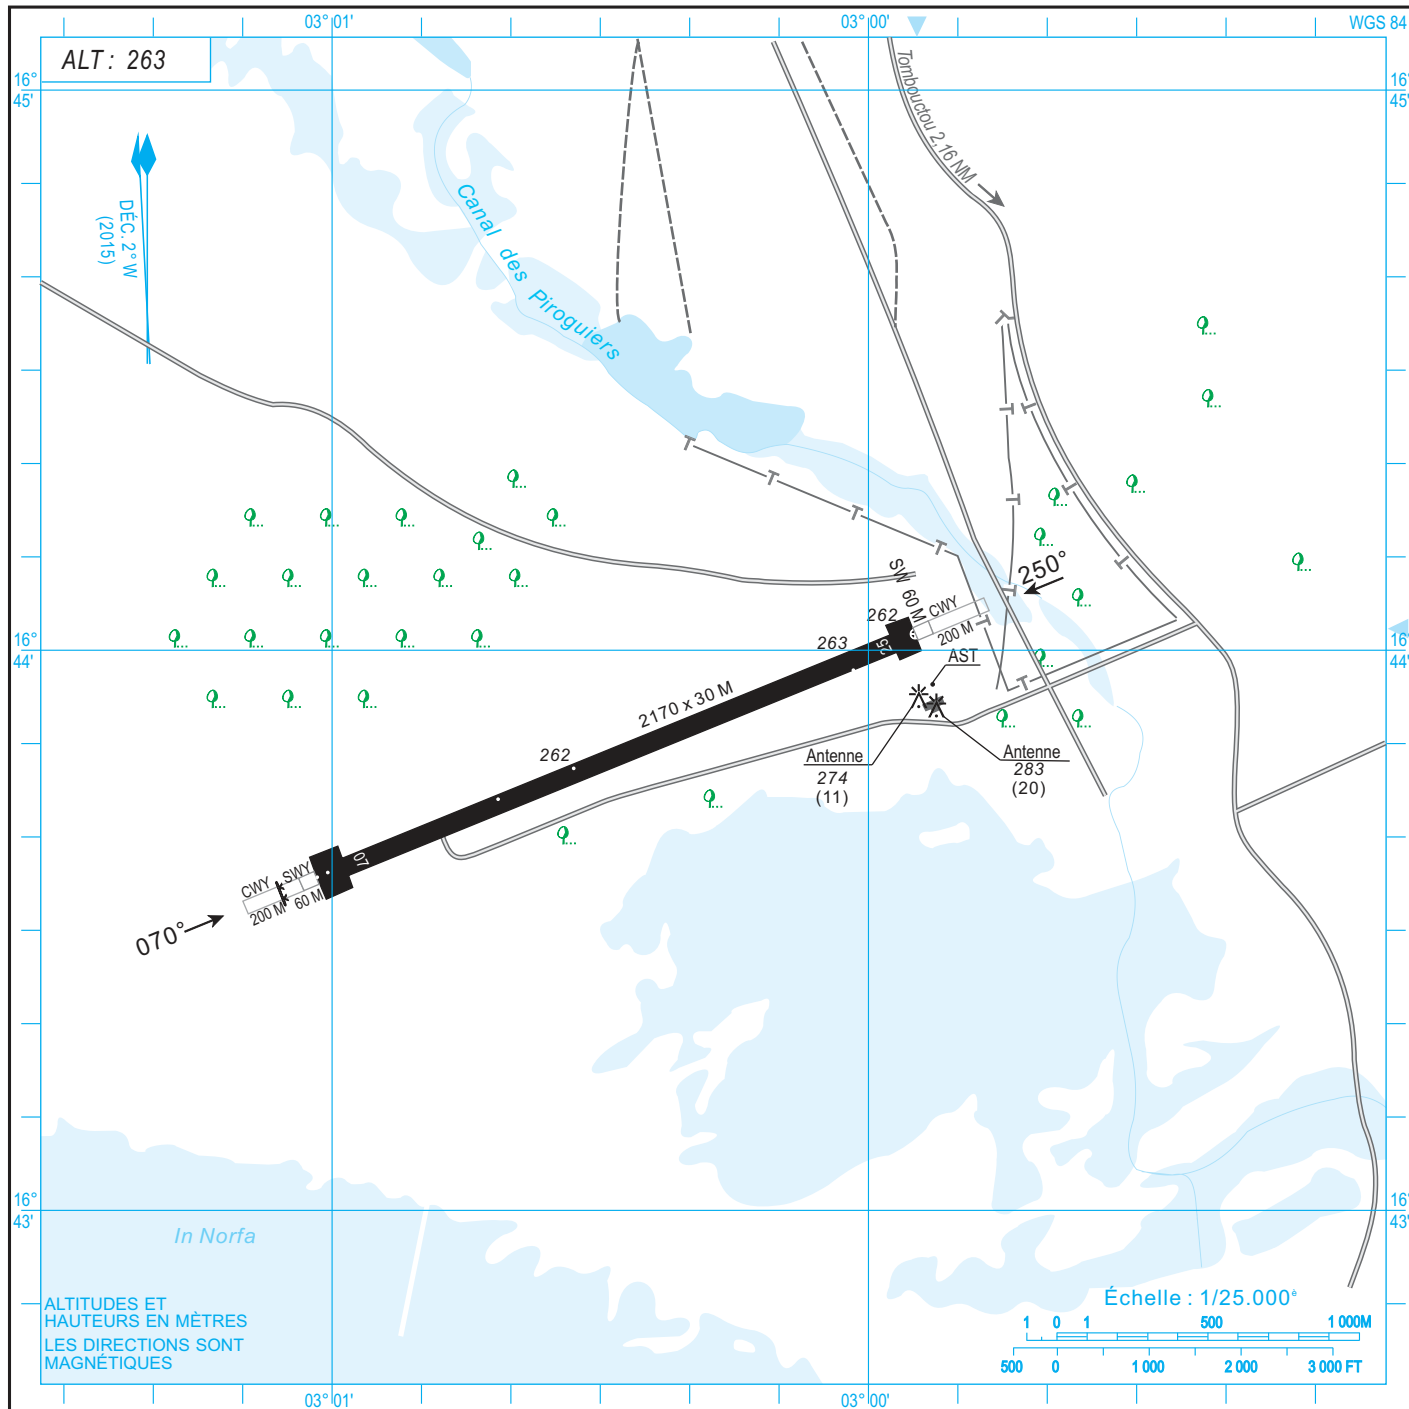 03° 01'
03° 00'
WGS 84
ALT : 263
16°
45'
16°
45'
Tombouctou 2,16 NM
DÉC. 2° W
(2015)
Canal des Piroguiers
250°
SW 60 M
CWY
200 M
262
263
25
16°
44'
AST
2170 x 30 M
262
Antenne
274
(11)
Antenne
283
(20)
07
CWY
SWY
200 M
60 M
070°
16°
43'
16°
43'
In Norfa
ALTITUDES ET
HAUTEURS EN MÈTRES
LES DIRECTIONS SONT
MAGNÉTIQUES
Échelle : 1/25.000è
1 0 1 500 1 000M
500 0 1 000 2 000 3 000 FT
16°
44'
03° 01'
03° 00'